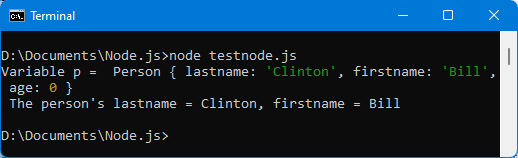 Terminal
D:\Documents\Node.js>node testnode.js
Variable p =  Person { lastname: 'Clinton', firstname: 'Bill',
 age: 0 }
 The person's lastname = Clinton, firstname = Bill
D:\Documents\Node.js>